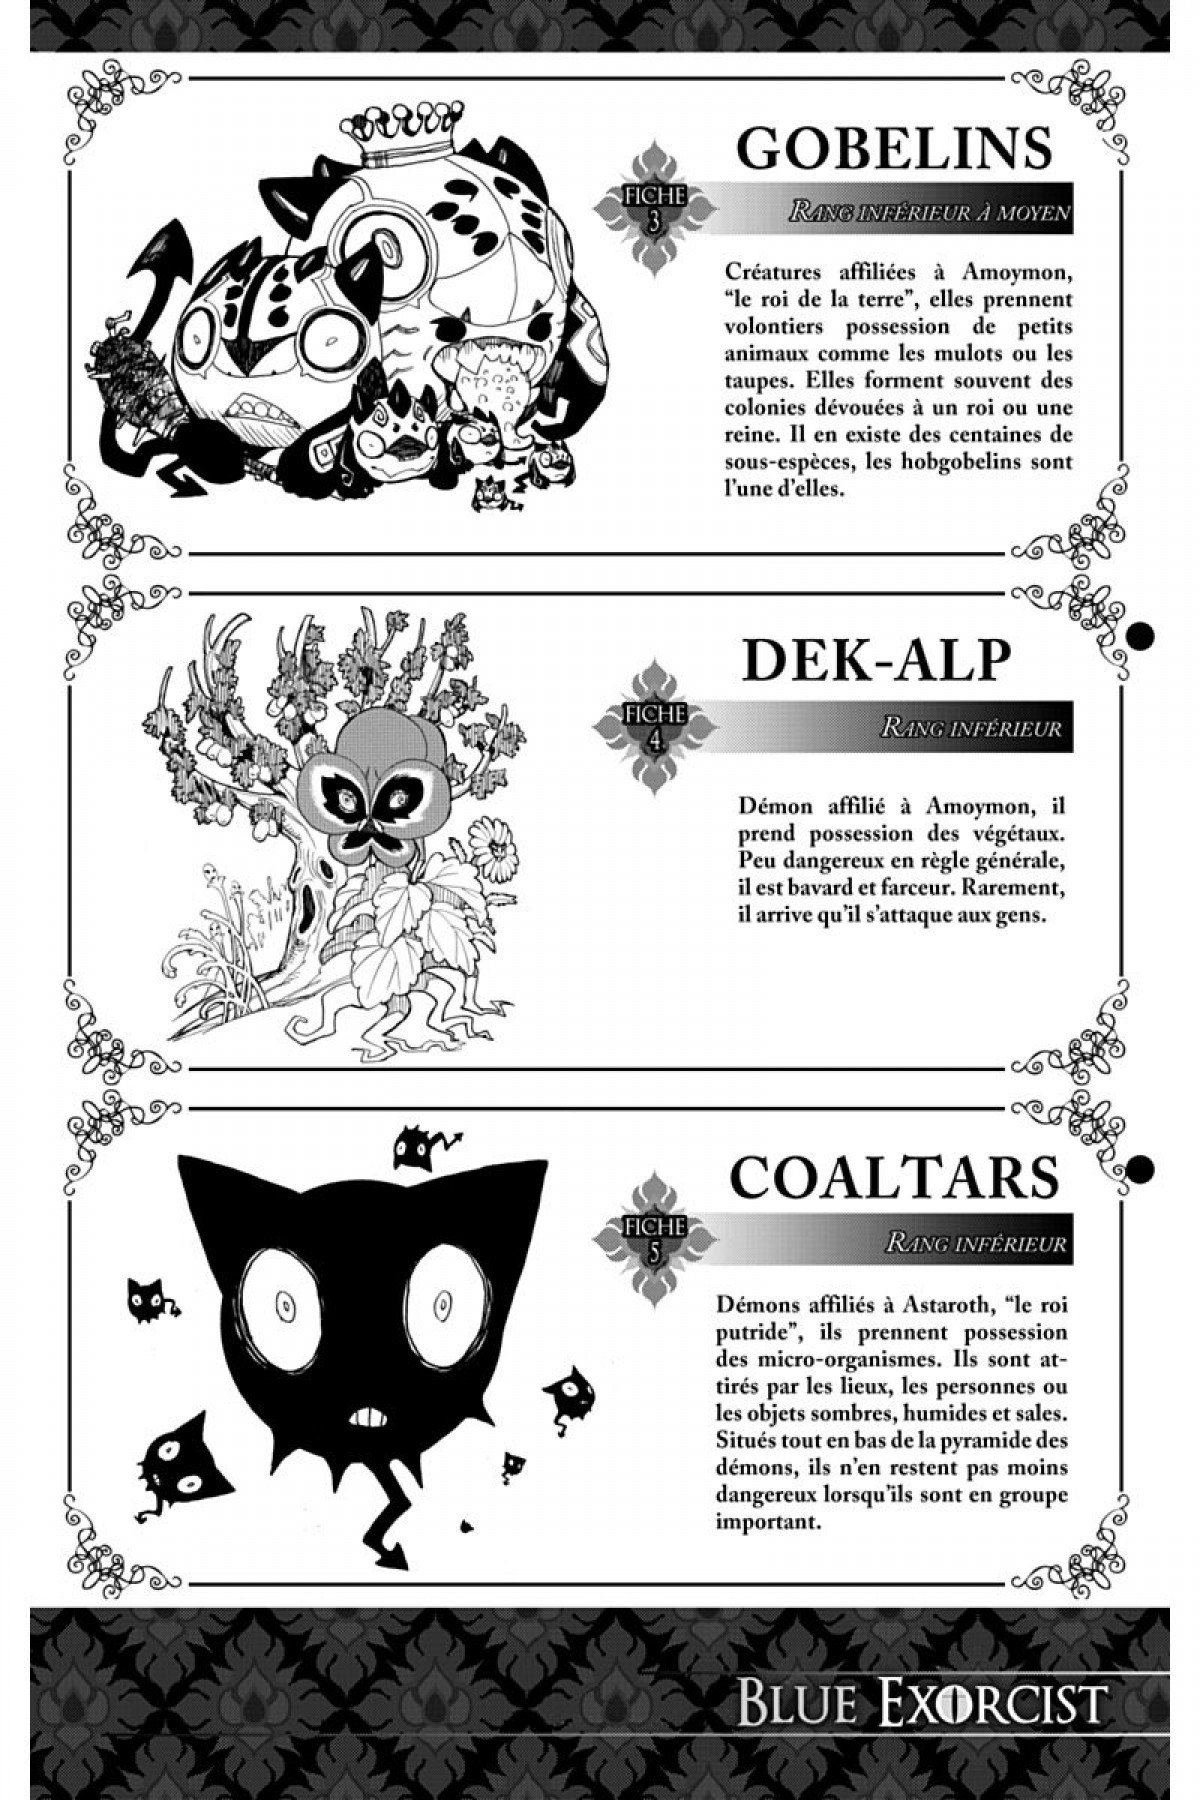 GOBELINS
FICHE
3
RANG INFÉRIEUR À MOYEN
Créatures affiliées à Amoymon,
“le roi de la terre”, elles prennent
volontiers possession de petits
animaux comme les mulots ou les
taupes. Elles forment souvent des
colonies dévouées à un roi ou une
reine. Il en existe des centaines de
sous-espèces, les hobgobelins sont
l’une d’elles.
DEK-ALP
FICHE
4
RANG INFÉRIEUR
Démon affilié à Amoymon, il
prend possession des végétaux.
Peu dangereux en règle générale,
il est bavard et farceur. Rarement,
il arrive qu’il s’attaque aux gens.
COALTARS
FICHE
5
RANG INFÉRIEUR
Démons affiliés à Astaroth, “le roi
putride”, ils prennent possession
des micro-organismes. Ils sont at-
tirés par les lieux, les personnes ou
les objets sombres, humides et sales.
Situés tout en bas de la pyramide des
démons, ils n’en restent pas moins
dangereux lorsqu’ils sont en groupe
important.
BLUE EXORCIST